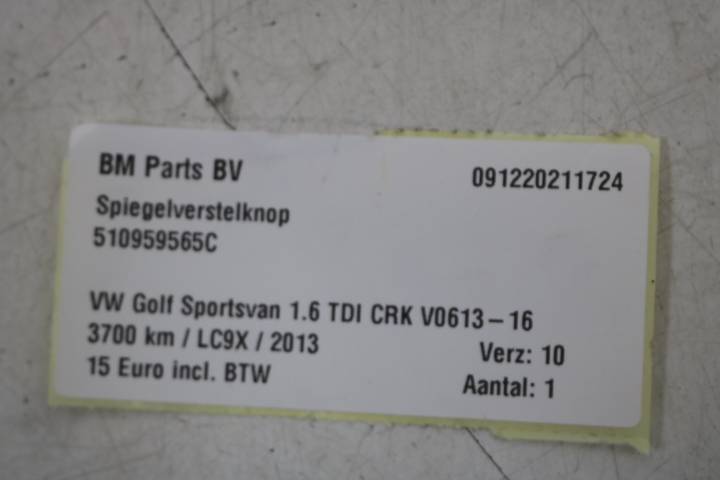 BM Parts BV
091220211724
Spiegelverstelknop
510959565C
VW Golf Sportsvan 1.6 TDI CRK V0613-16
3700 km / LC9X / 2013
Verz: 10
15 Euro incl. BTW
Aantal: 1